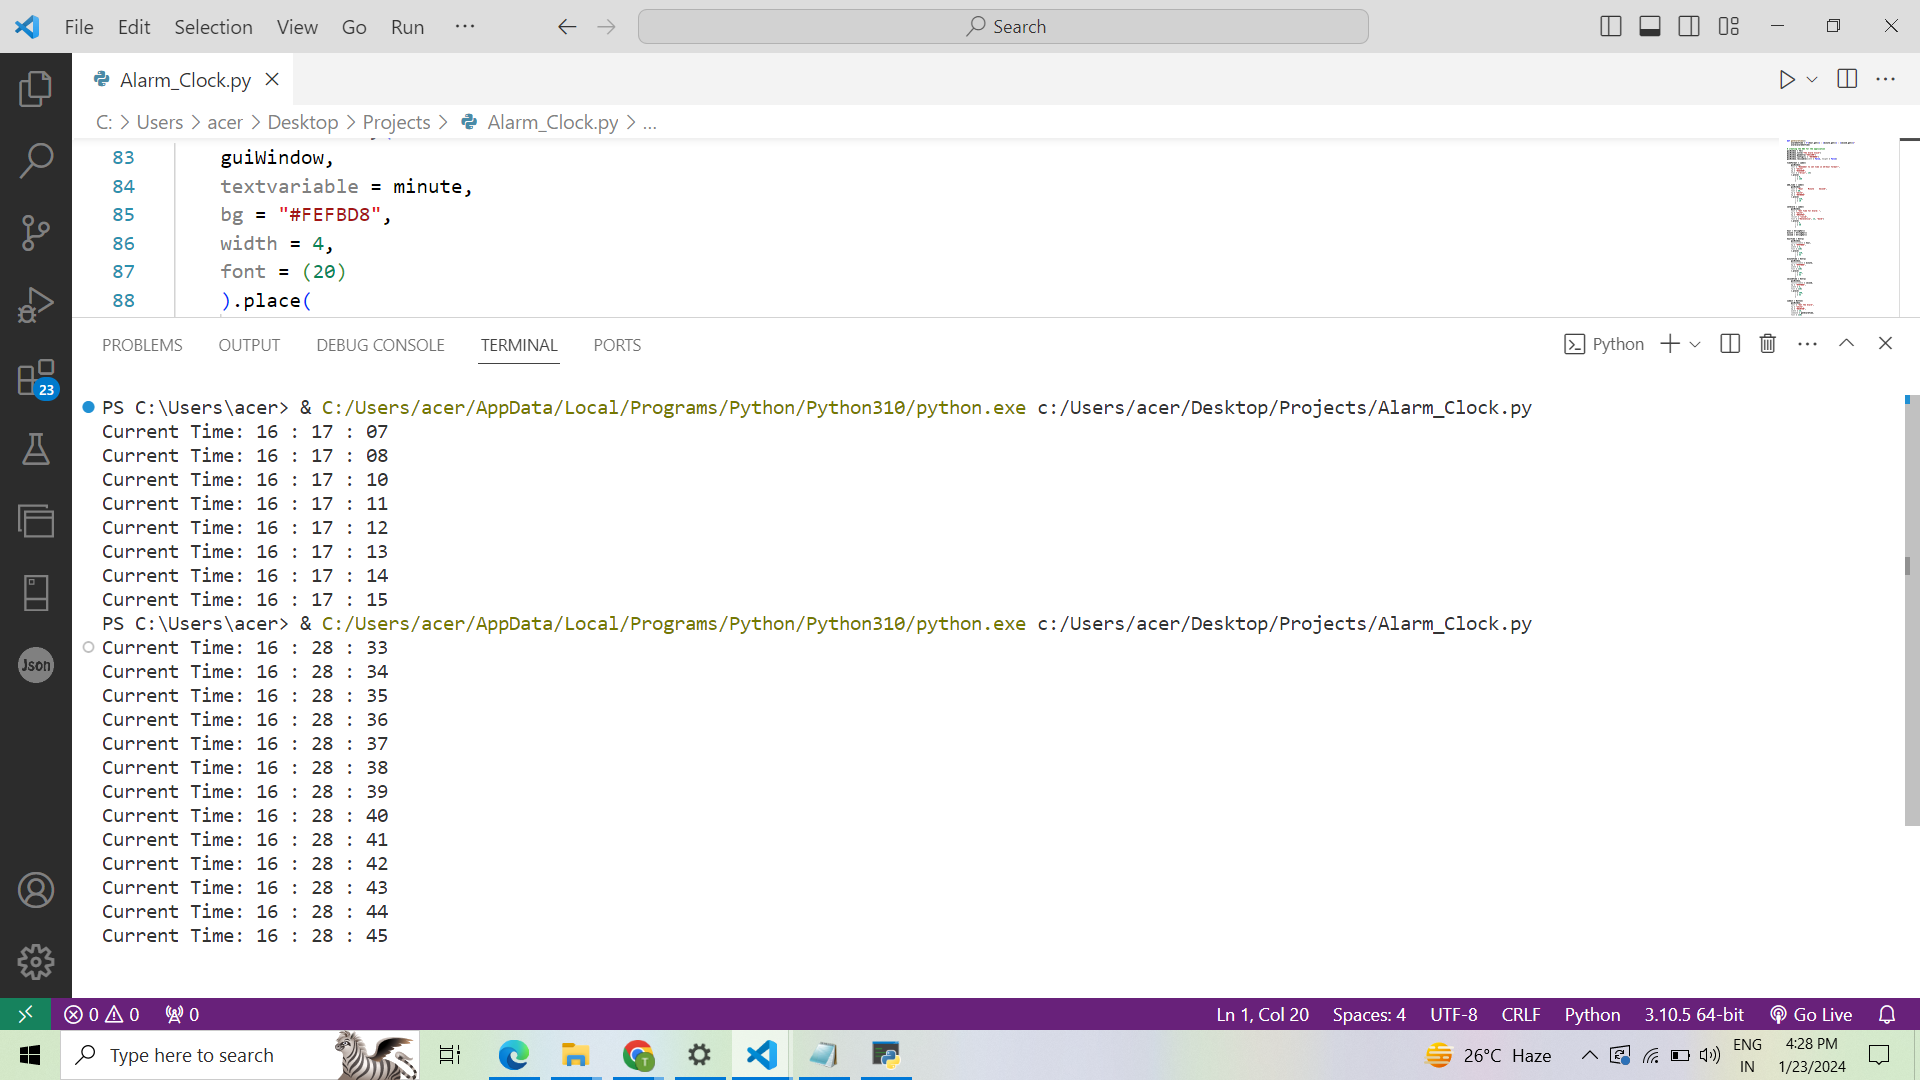 File Edit Selection View Go Run ··· Search
Alarm_Clock.py
C: > Users > acer > Desktop > Projects > Alarm_Clock.py > ...
83 guiWindow,
84 textvariable = minute,
85 bg = "#FEFBD8",
86 width = 4,
87 font = (20)
88 ).place(
PROBLEMS OUTPUT DEBUG CONSOLE TERMINAL PORTS Python
23
PS C:\Users\acer> & C:/Users/acer/AppData/Local/Programs/Python/Python310/python.exe c:/Users/acer/Desktop/Projects/Alarm_Clock.py
Current Time: 16 : 17 : 07
Current Time: 16 : 17 : 08
Current Time: 16 : 17 : 10
Current Time: 16 : 17 : 11
Current Time: 16 : 17 : 12
Current Time: 16 : 17 : 13
Current Time: 16 : 17 : 14
Current Time: 16 : 17 : 15
PS C:\Users\acer> & C:/Users/acer/AppData/Local/Programs/Python/Python310/python.exe c:/Users/acer/Desktop/Projects/Alarm_Clock.py
Current Time: 16 : 28 : 33
Current Time: 16 : 28 : 34
Current Time: 16 : 28 : 35
Current Time: 16 : 28 : 36
Current Time: 16 : 28 : 37
Current Time: 16 : 28 : 38
Current Time: 16 : 28 : 39
Current Time: 16 : 28 : 40
Current Time: 16 : 28 : 41
Current Time: 16 : 28 : 42
Current Time: 16 : 28 : 43
Current Time: 16 : 28 : 44
Current Time: 16 : 28 : 45
Json
0 0 0 Ln 1, Col 20 Spaces: 4 UTF-8 CRLF Python 3.10.5 64-bit Go Live
Type here to search 26°C Haze ENG 4:28 PM
IN 1/23/2024